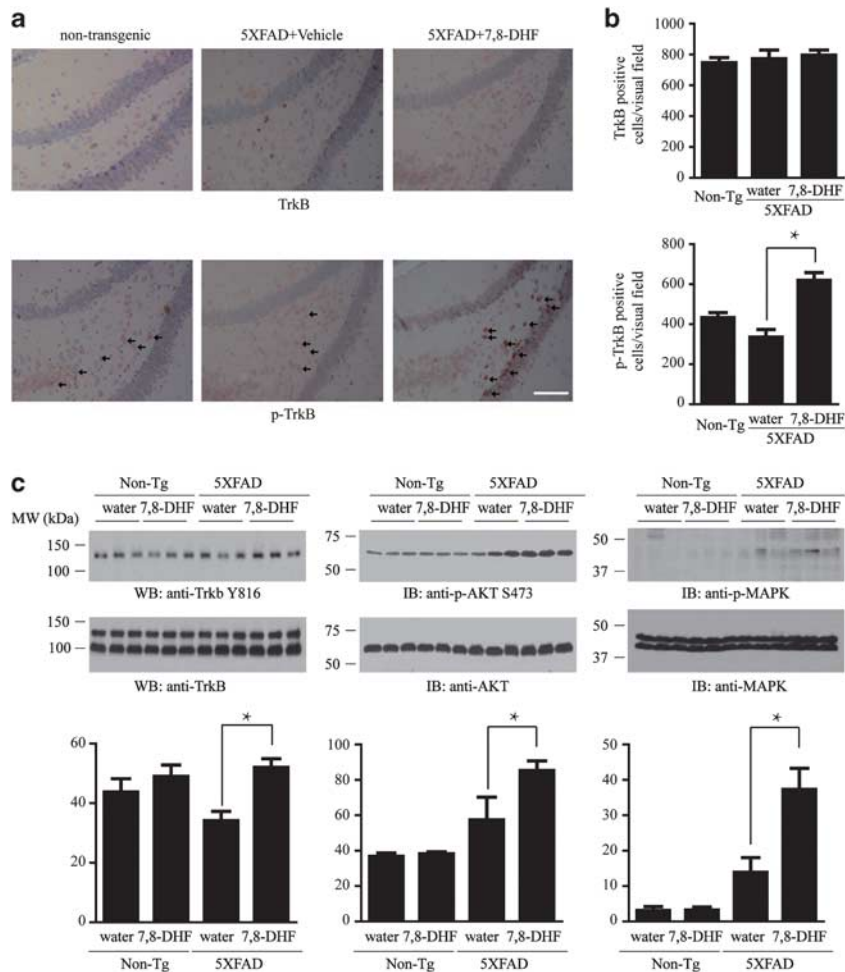 a
non-transgenic 5XFAD+Vehicle 5XFAD+7,8-DHF
TrkB
p-TrkB
b
TrkB positive
cells/visual field
1000
800
600
400
200
0
Non-Tg water 7,8-DHF
5XFAD
*
p-TrkB positive
cells/visual field
800
600
400
200
0
Non-Tg water 7,8-DHF
5XFAD
c
Non-Tg 5XFAD
water 7,8-DHF water 7,8-DHF
MW (kDa)
150
100
WB: anti-Trkb Y816
150
100
WB: anti-TrkB
Non-Tg 5XFAD
water 7,8-DHF water 7,8-DHF
75
50
IB: anti-p-AKT S473
75
50
IB: anti-AKT
Non-Tg 5XFAD
water 7,8-DHF water 7,8-DHF
50
37
IB: anti-p-MAPK
50
37
IB: anti-MAPK
*
60
40
20
0
water 7,8-DHF water 7,8-DHF
Non-Tg 5XFAD
*
100
80
60
40
20
0
water 7,8-DHF water 7,8-DHF
Non-Tg 5XFAD
*
50
40
30
20
10
0
water 7,8-DHF water 7,8-DHF
Non-Tg 5XFAD